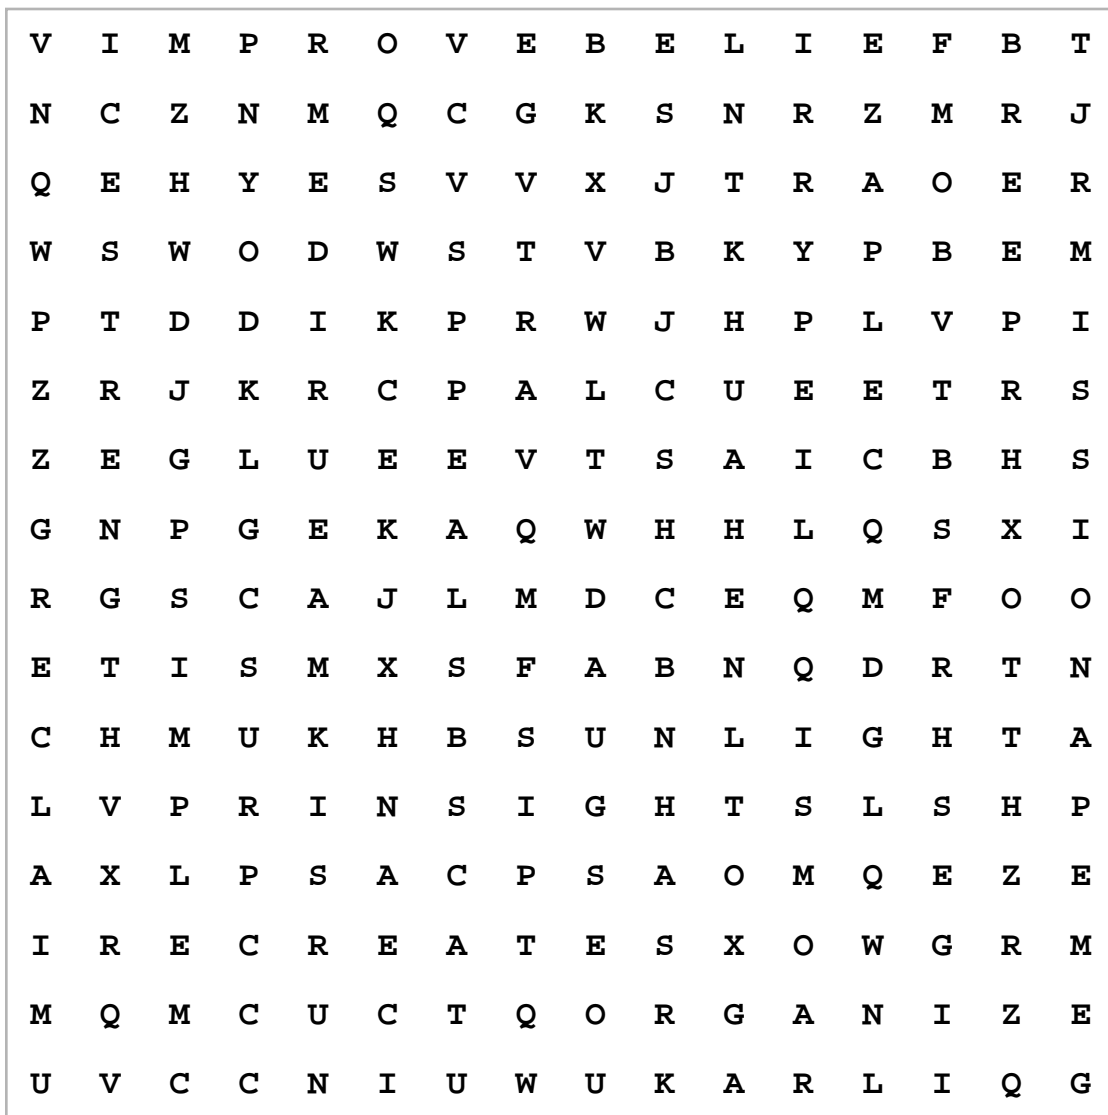 V I M P R O V E B E L I E F B T
N C Z N M Q C G K S N R Z M R J
Q E H Y E S V V X J T R A O E R
W S W O D W S T V B K Y P B E M
P T D D I K P R W J H P L V P I
Z R J K R C P A L C U E E T R S
Z E G L U E E V T S A I C B H S
G N P G E K A Q W H H L Q S X I
R G S C A J L M D C E Q M F O O
E T I S M X S F A B N Q D R T N
C H M U K H B S U N L I G H T A
L V P R I N S I G H T S L S H P
A X L P S A C P S A O M Q E Z E
I R E C R E A T E S X O W G R M
M Q M C U C T Q O R G A N I Z E
U V C C N I U W U K A R L I Q G